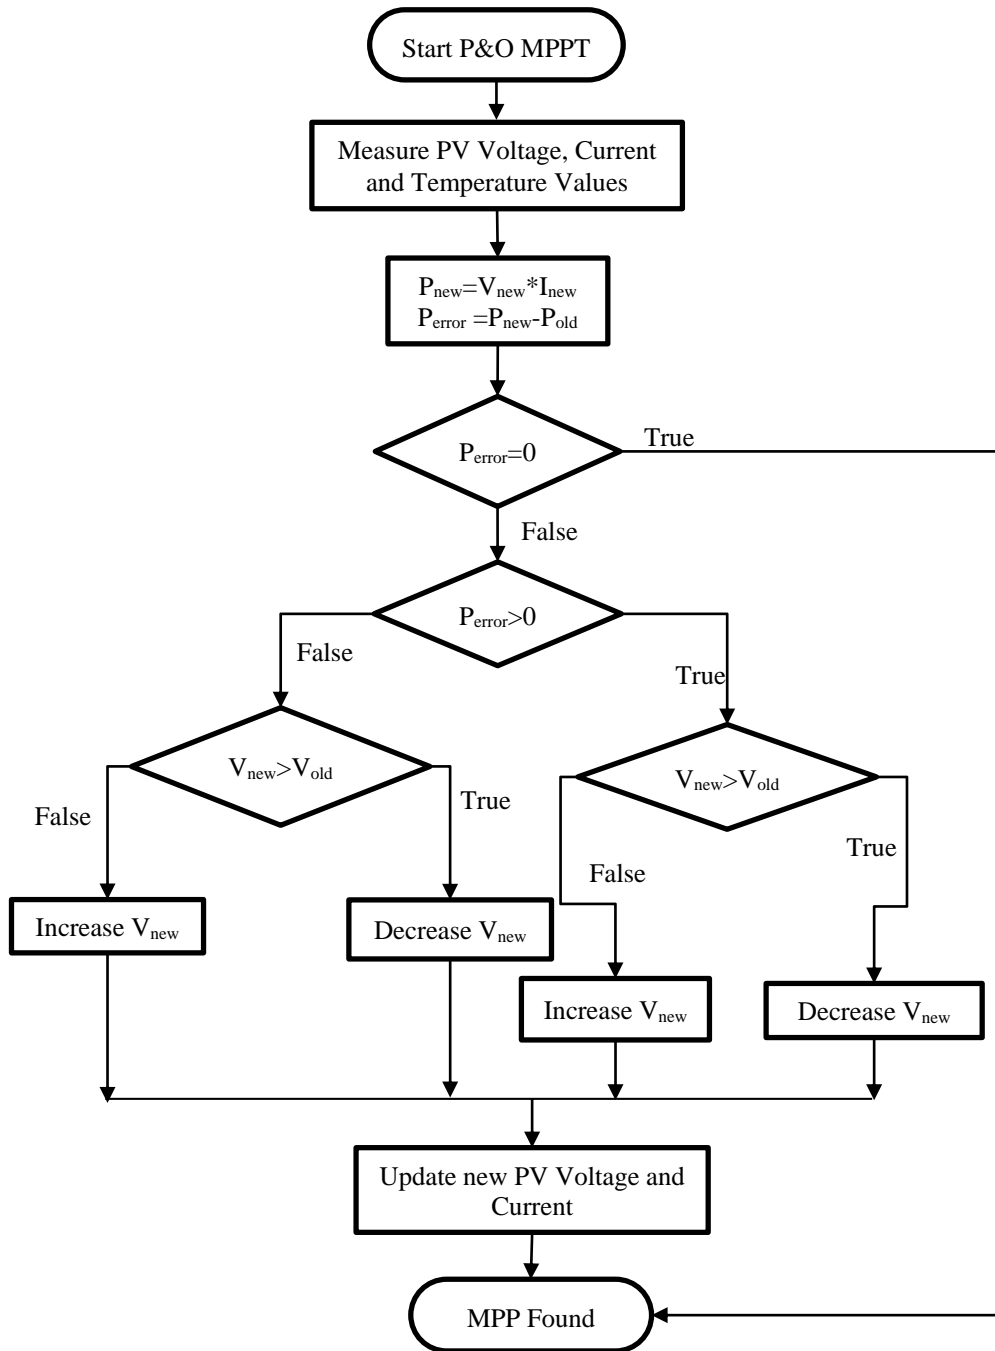 Start P&O MPPT
Measure PV Voltage, Current
and Temperature Values
Pnew=Vnew*Inew
Perror =Pnew-Pold
Perror=0
True
False
Perror>0
False
True
Vnew>Vold
Vnew>Vold
False
True
False
True
Increase Vnew
Decrease Vnew
Increase Vnew
Decrease Vnew
Update new PV Voltage and
Current
MPP Found